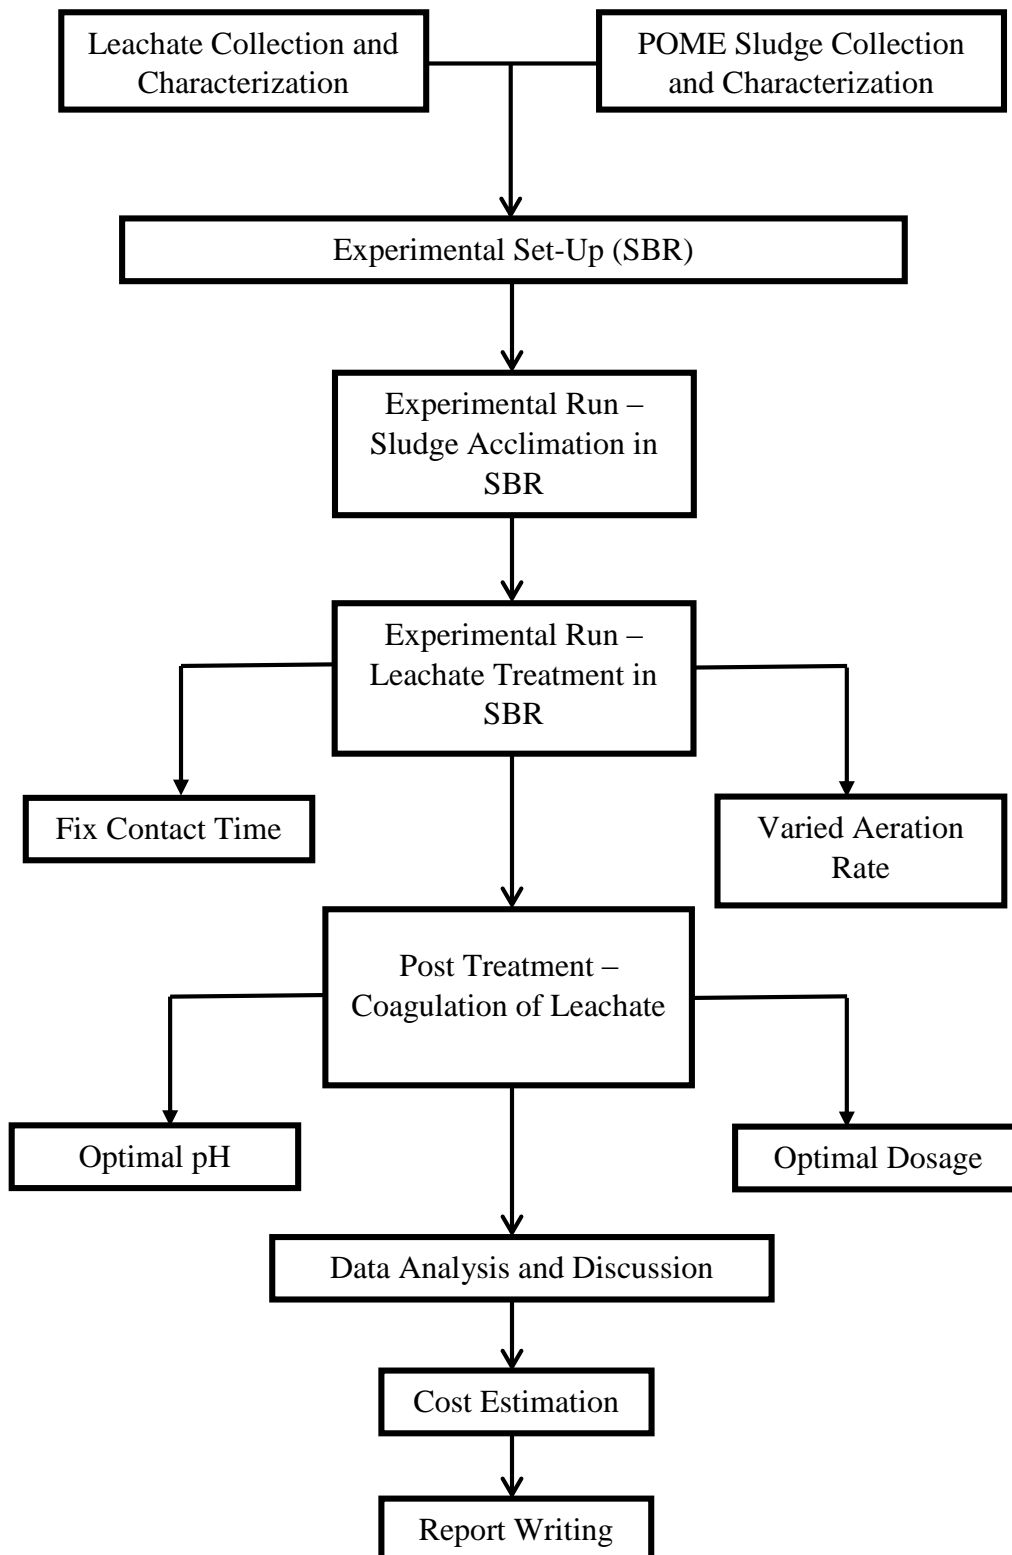 Leachate Collection and
Characterization
POME Sludge Collection
and Characterization
Experimental Set-Up (SBR)
Experimental Run –
Sludge Acclimation in
SBR
Experimental Run –
Leachate Treatment in
SBR
Fix Contact Time
Varied Aeration
Rate
Post Treatment –
Coagulation of Leachate
Optimal pH
Optimal Dosage
Data Analysis and Discussion
Cost Estimation
Report Writing